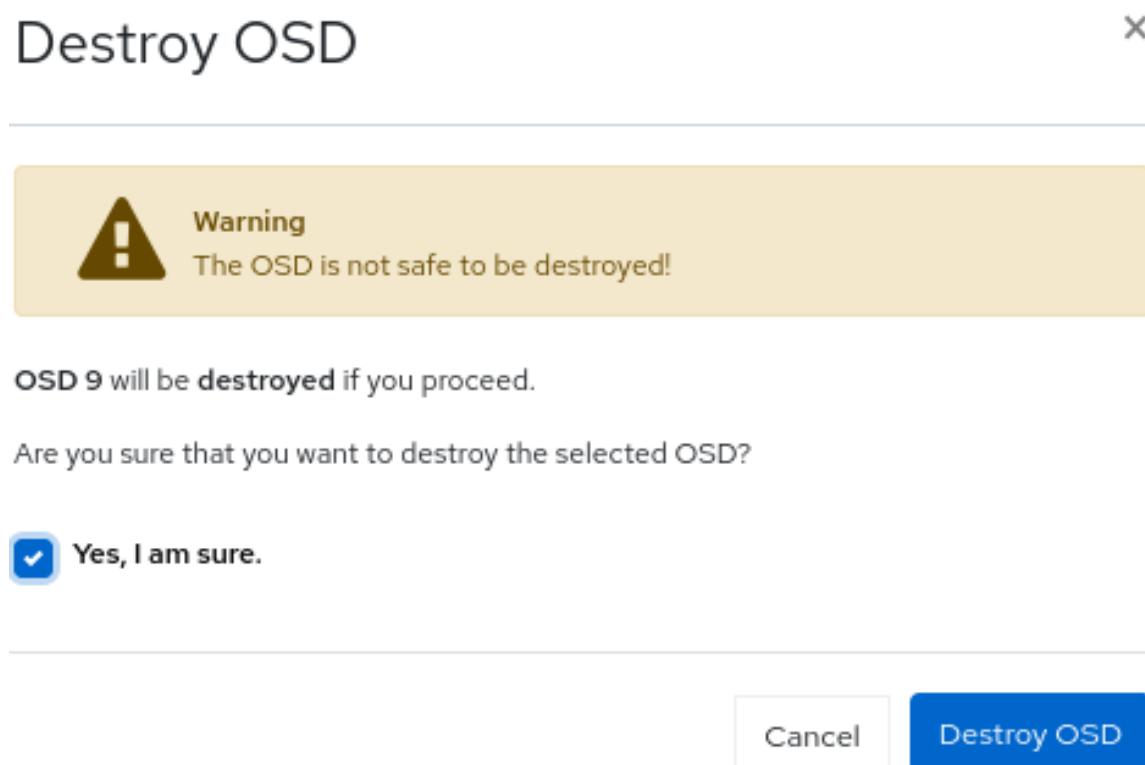 Destroy OSD
Warning
The OSD is not safe to be destroyed!
OSD 9 will be destroyed if you proceed.
Are you sure that you want to destroy the selected OSD?
Yes, I am sure.
Cancel
Destroy OSD